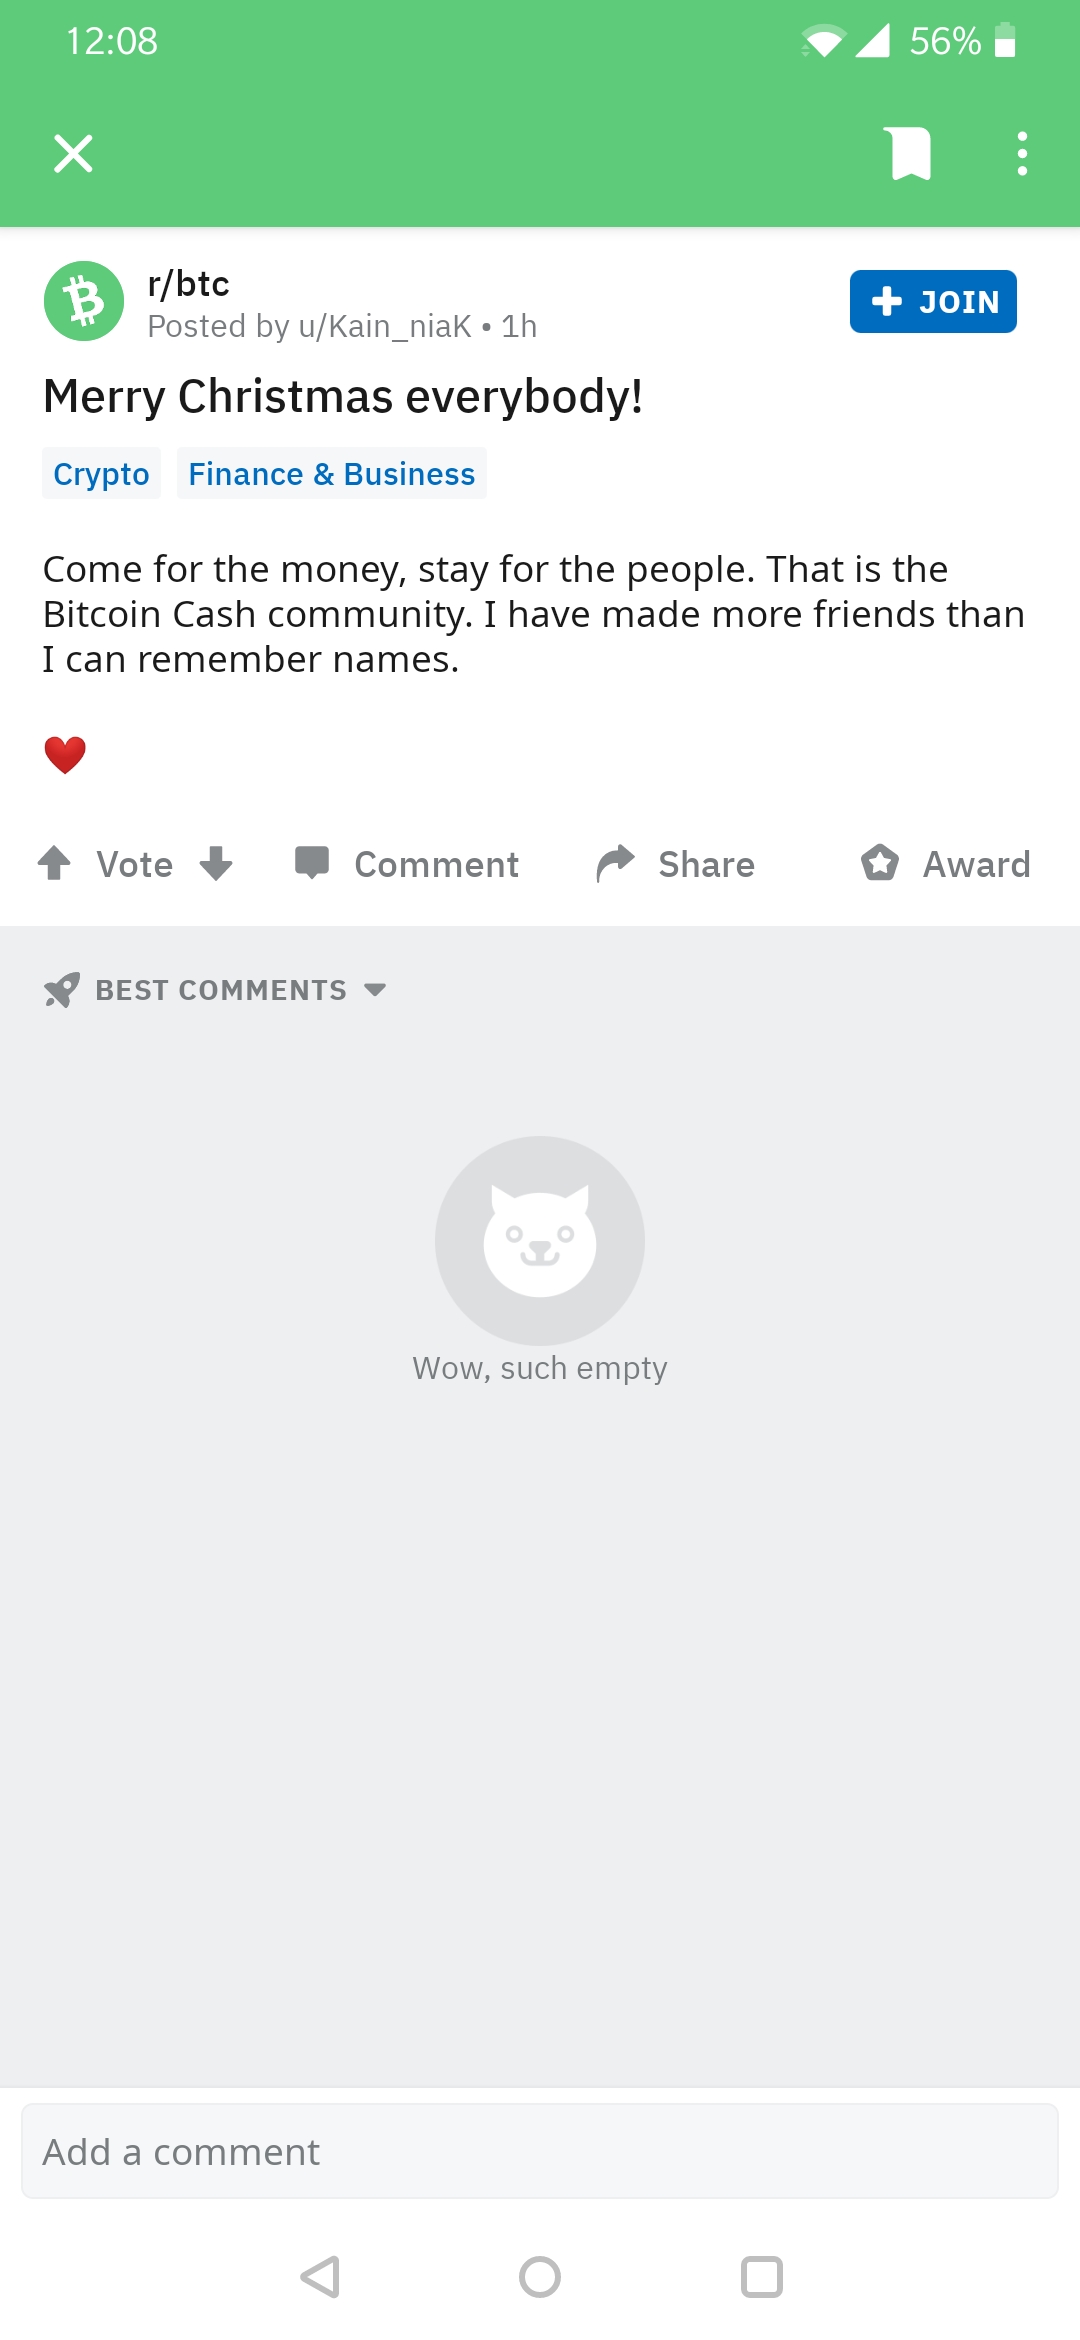 12:08
56%
r/btc
Posted by u/Kain_niaK • 1h
JOIN
Merry Christmas everybody!
Crypto
Finance & Business
Come for the money, stay for the people. That is the
Bitcoin Cash community. I have made more friends than
I can remember names.
❤️
Vote
Comment
Share
Award
BEST COMMENTS
Wow, such empty
Add a comment